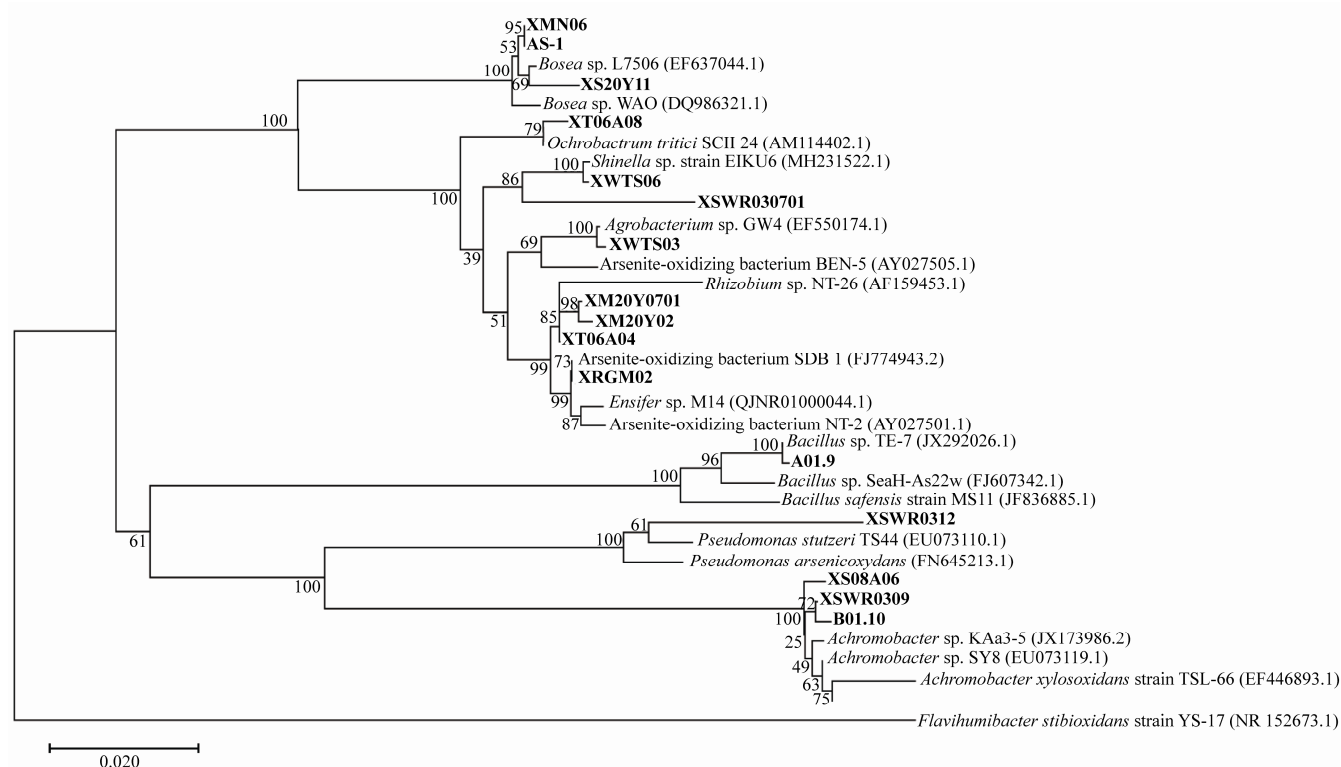 95
XMN06
AS-1
53
Bosea sp. L7506 (EF637044.1)
100
69
XS20Y11
Bosea sp. WAO (DQ986321.1)
100
XT06A08
79
Ochrobactrum tritici SCII 24 (AM114402.1)
Shinella sp. strain EIKU6 (MH231522.1)
100
86
XWTS06
100
XSWR030701
Agrobacterium sp. GW4 (EF550174.1)
100
69
XWTS03
39
Arsenite-oxidizing bacterium BEN-5 (AY027505.1)
Rhizobium sp. NT-26 (AF159453.1)
98
XM20Y0701
85
51
XM20Y02
XT06A04
73
Arsenite-oxidizing bacterium SDB 1 (FJ774943.2)
99
XRGM02
99
Ensifer sp. M14 (QJNR01000044.1)
87
Arsenite-oxidizing bacterium NT-2 (AY027501.1)
100
Bacillus sp. TE-7 (JX292026.1)
96
A01.9
100
Bacillus sp. SeaH-As22w (FJ607342.1)
Bacillus safensis strain MS11 (JF836885.1)
XSWR0312
61
61
100
Pseudomonas stutzeri TS44 (EU073110.1)
Pseudomonas arsenicoxydans (FN645213.1)
100
XS08A06
72
XSWR0309
100
B01.10
25
Achromobacter sp. KAa3-5 (JX173986.2)
49
Achromobacter sp. SY8 (EU073119.1)
63
Achromobacter xylosoxidans strain TSL-66 (EF446893.1)
75
Flavihumibacter stibioxidans strain YS-17 (NR 152673.1)
0.020